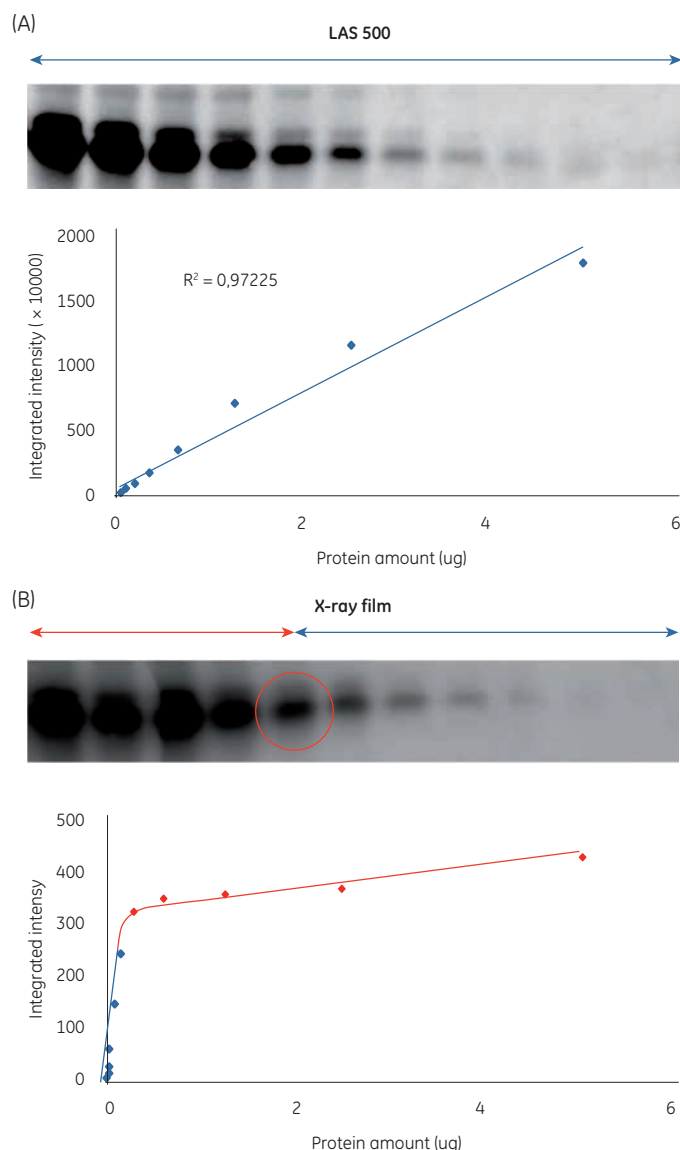 (A)
LAS 500
2000
1500
1000
500
0
R² = 0,97225
Integrated intensity ( × 10000)
0 2 4 6
Protein amount (ug)
(B)
X-ray film
500
400
300
200
100
0
Integrated intensy
0 2 4 6
Protein amount (ug)